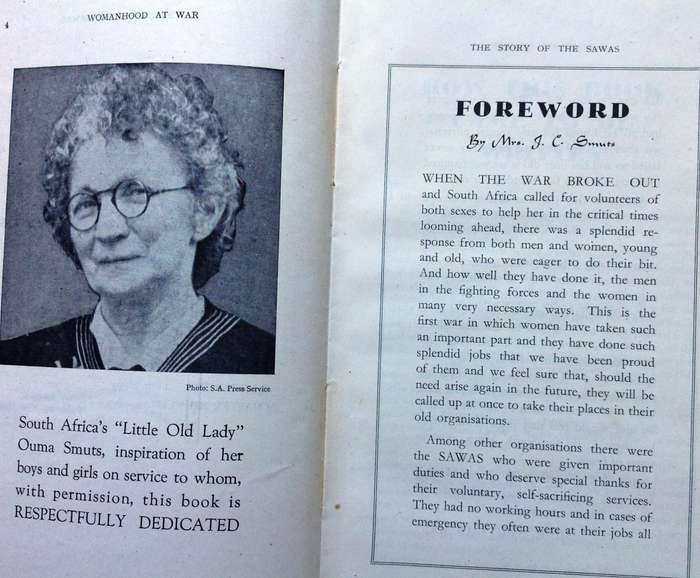 4
WOMANHOOD AT WAR
Photo: S.A. Press Service
South Africa's "Little Old Lady"
Ouma Smuts, inspiration of her
boys and girls on service to whom,
with permission, this book is
RESPECTFULLY DEDICATED
THE STORY OF THE SAWAS
FOREWORD
By Mrs. J. C. Smuts
WHEN THE WAR BROKE OUT
and South Africa called for volunteers of
both sexes to help her in the critical times
looming ahead, there was a splendid re-
sponse from both men and women, young
and old, who were eager to do their bit.
And how well they have done it, the men
in the fighting forces and the women in
many very necessary ways. This is the
first war in which women have taken such
an important part and they have done such
splendid jobs that we have been proud
of them and we feel sure that, should the
need arise again in the future, they will be
called up at once to take their places in their
old organisations.
Among other organisations there were
the SAWAS who were given important
duties and who deserve special thanks for
their voluntary, self-sacrificing services.
They had no working hours and in cases of
emergency they often were at their jobs all